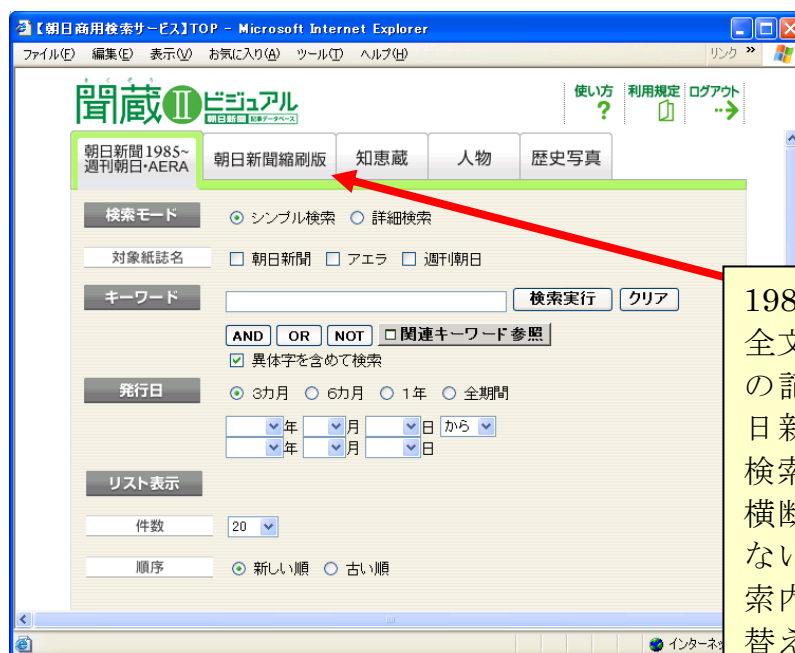 【朝日商用検索サービス】TOP - Microsoft Internet Explorer
ファイル(F) 編集(E) 表示(V) お気に入り(A) ツール(T) ヘルプ(H) リンク »
きくぞう
聞蔵Ⅱビジュアル
朝日新聞 記事データベース
使い方 ? 利用規定 ログアウト
朝日新聞1985~
週刊朝日・AERA
朝日新聞縮刷版 知恵蔵 人物 歴史写真
検索モード シンプル検索 詳細検索
対象紙誌名 朝日新聞 アエラ 週刊朝日
キーワード 検索実行 クリア
AND OR NOT 関連キーワード参照
異体字を含めて検索
発行日 3カ月 6カ月 1年 全期間
年 月 日 から
年 月 日
リスト表示
件数 20
順序 新しい順 古い順
インターネ
198
全文
の記
日新
検索
横断
ない
索内
替え